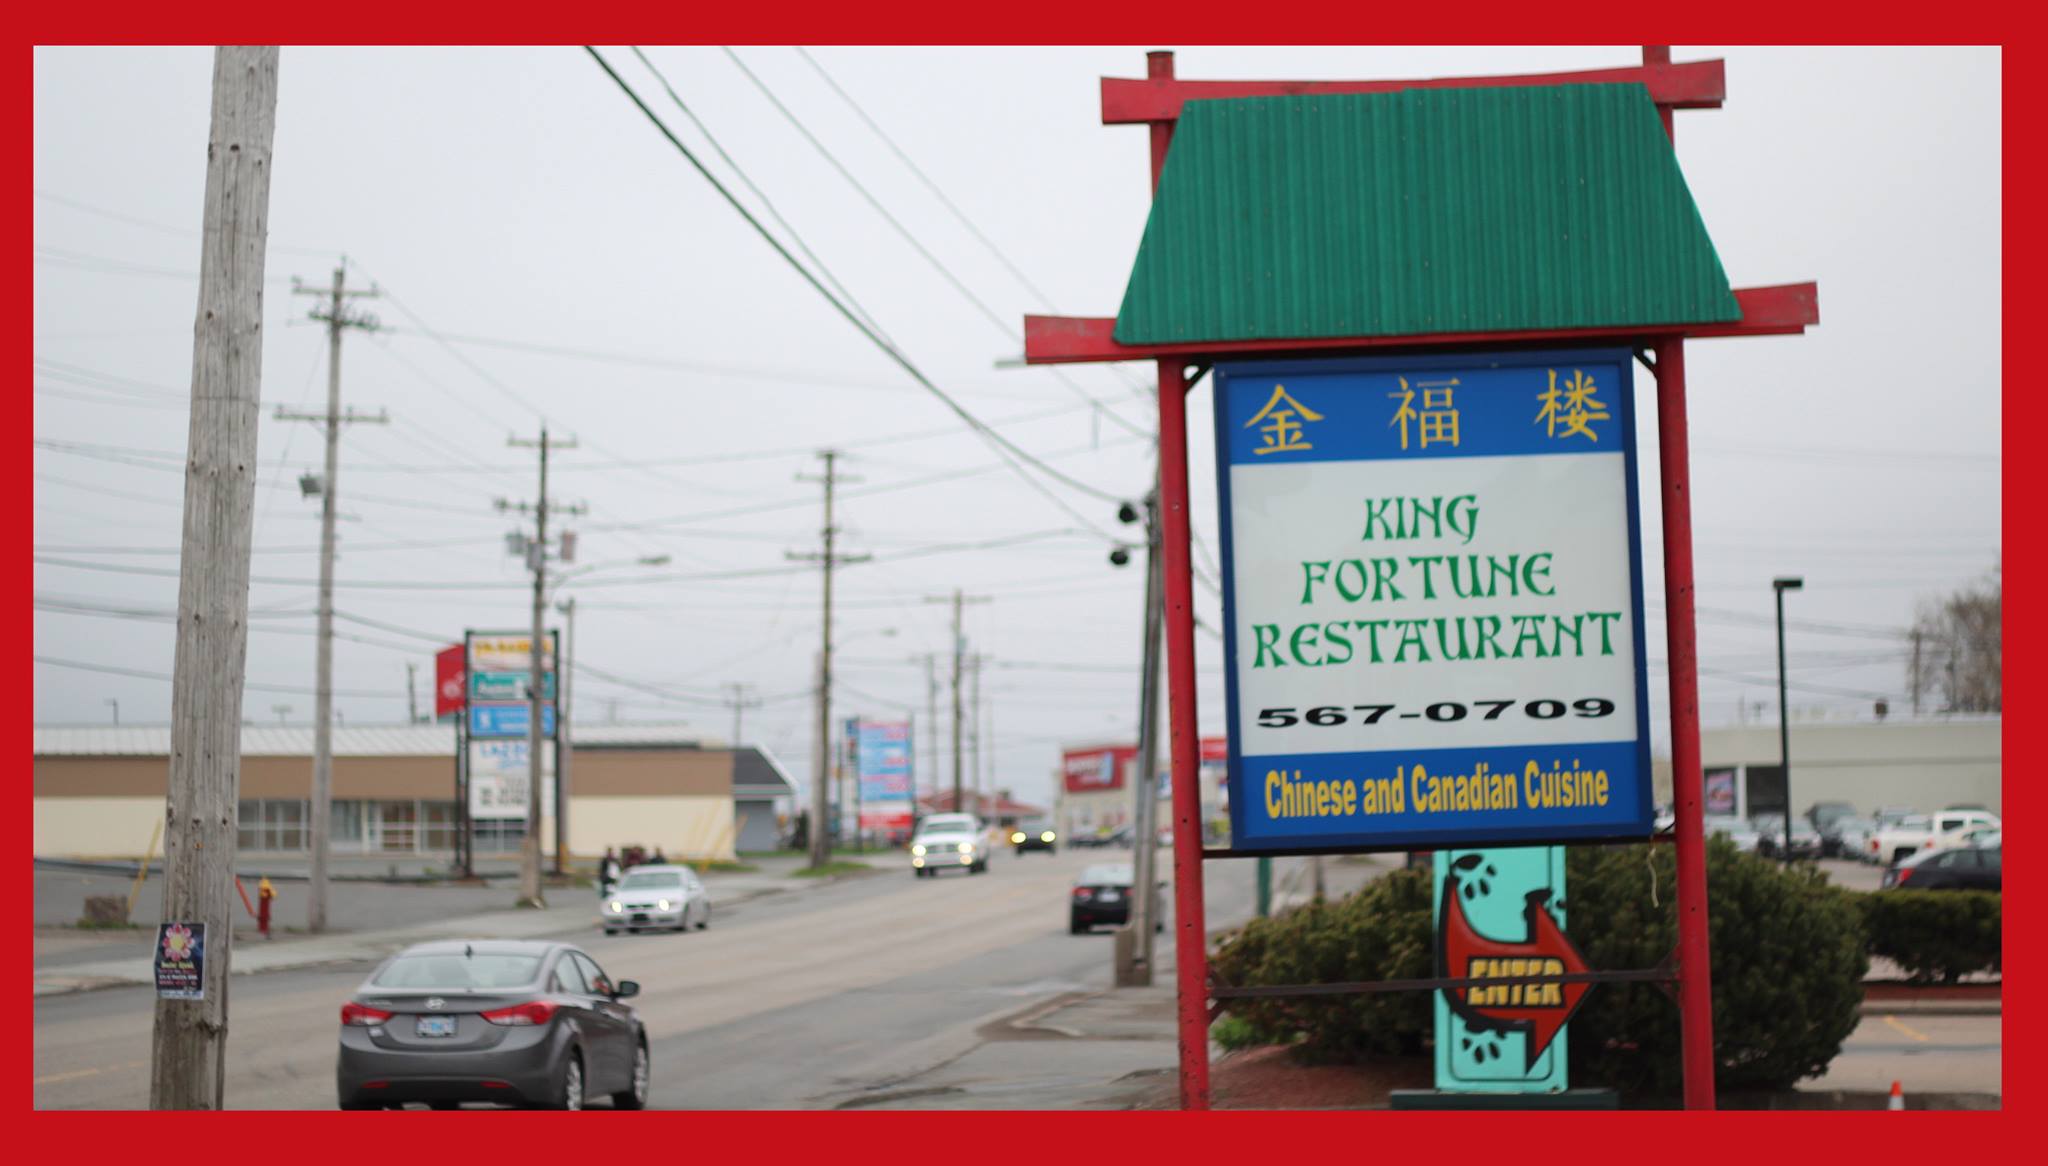 金 福 楼
KING
FORTUNE
RESTAURANT
567-0709
Chinese and Canadian Cuisine
ENTER